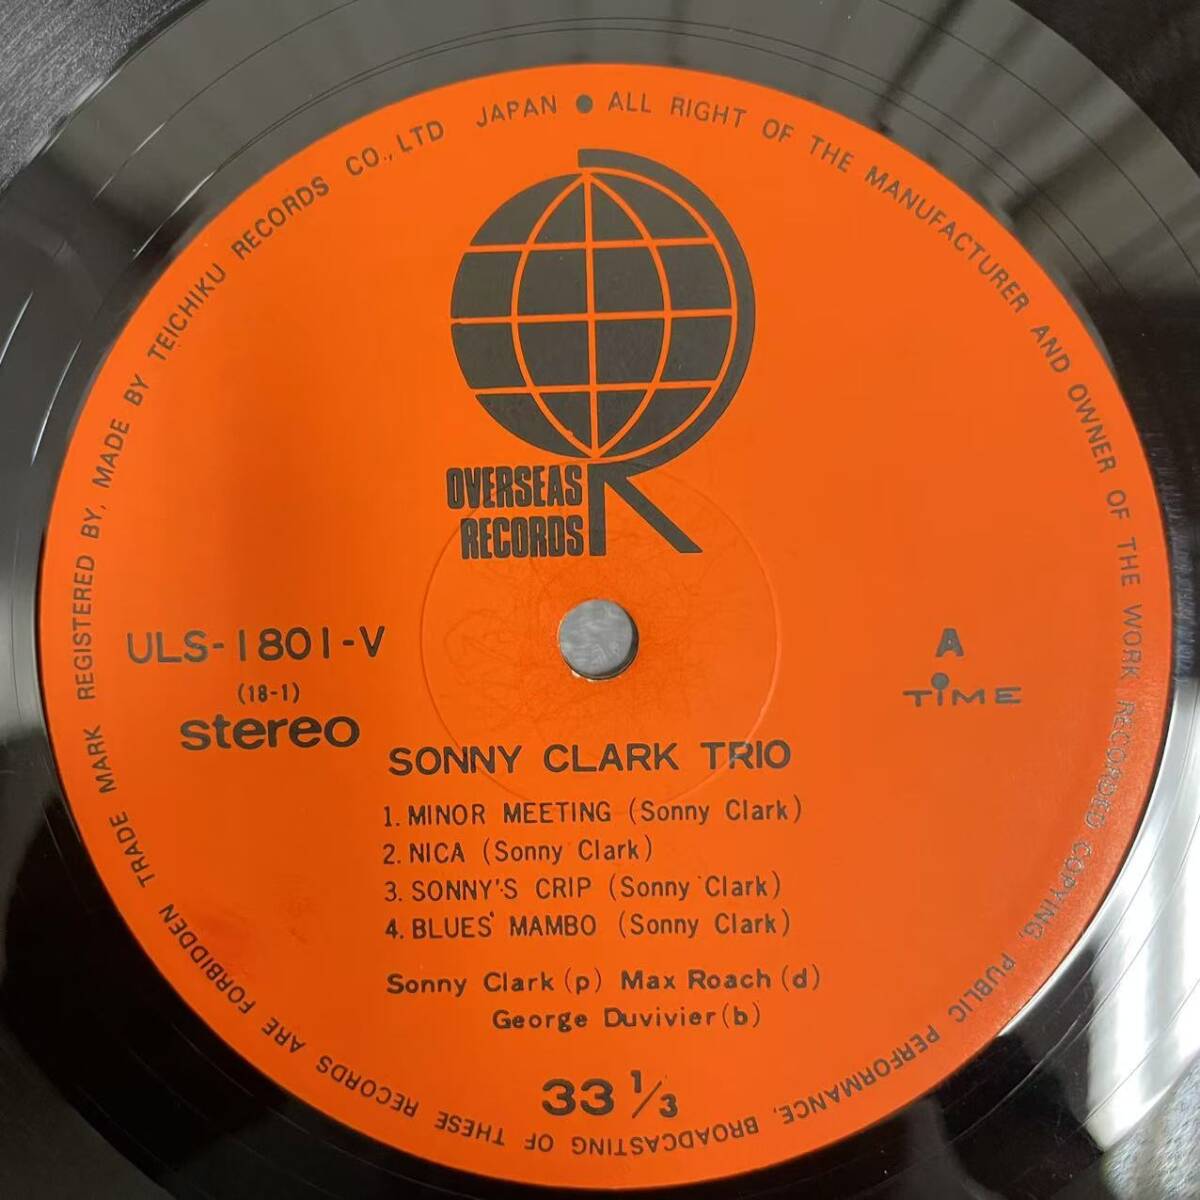 TRADE MARK REGISTERED BY, MADE BY TEICHIKU RECORDS CO., LTD JAPAN ● ALL RIGHT OF THE MANUFACTURER AND OWNER OF THE WORK RECORDED COPYING, PUBLIC PERFORMANCE, BROADCASTING OF THESE RECORDS ARE FORBIDDEN
OVERSEAS
RECORDS
R
ULS-1801-V
(18-1)
stereo
A
TIME
SONNY CLARK TRIO
1. MINOR MEETING (Sonny Clark)
2. NICA (Sonny Clark)
3. SONNY'S CRIP (Sonny Clark)
4. BLUES' MAMBO (Sonny Clark)
Sonny Clark (p) Max Roach (d)
George Duvivier (b)
33 1/3